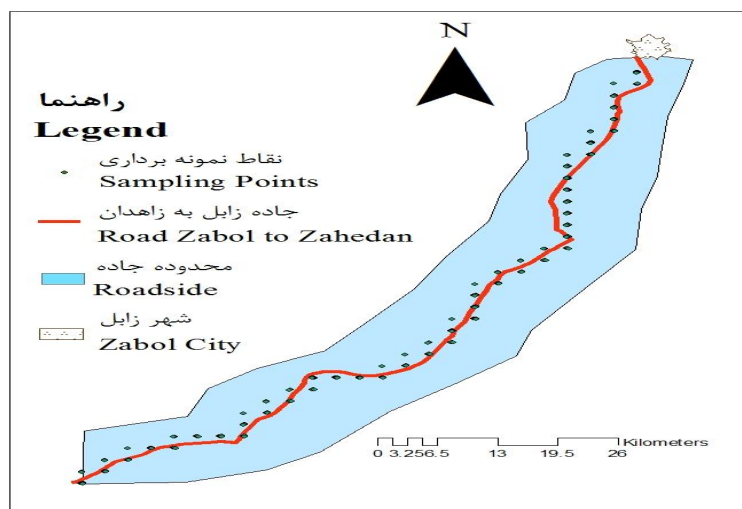 N
راهنما
Legend
نقاط نمونه برداری
Sampling Points
جاده زابل به زاهدان
Road Zabol to Zahedan
محدوده جاده
Roadside
شهر زابل
Zabol City
Kilometers
0 3.25 6.5 13 19.5 26